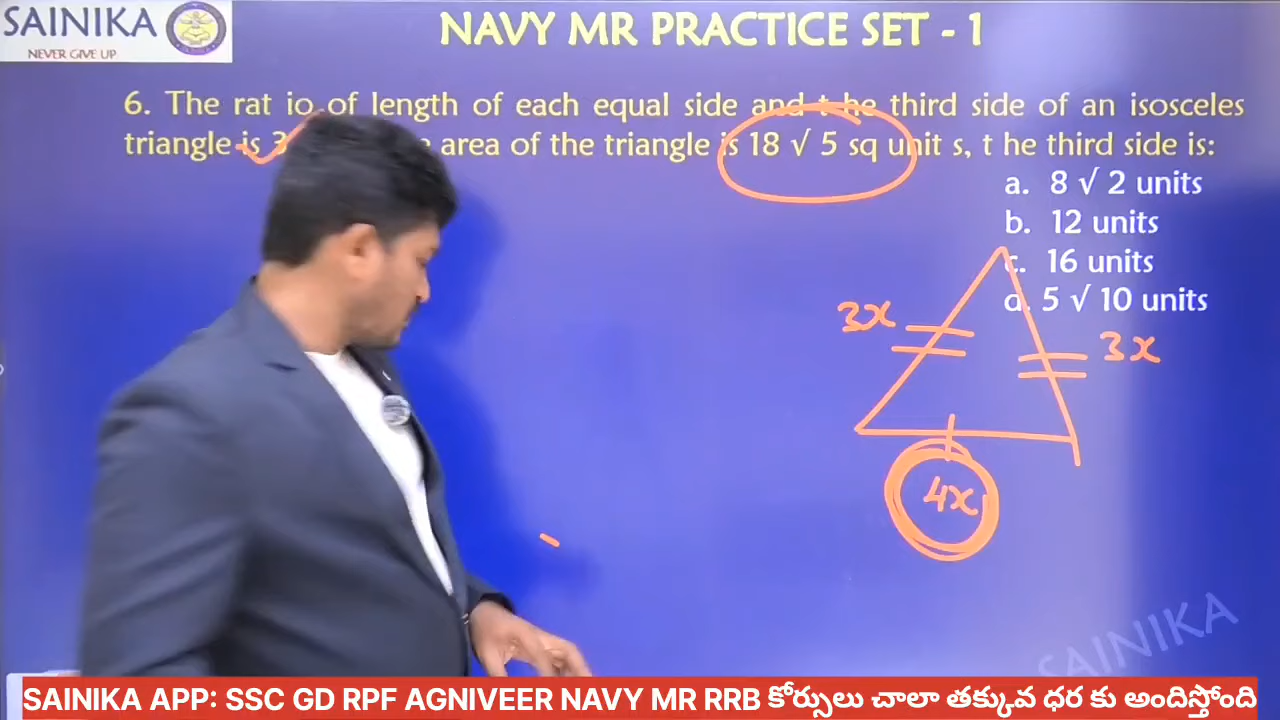 SAINIKA
NEVER GIVE UP
NAVY MR PRACTICE SET - 1
6. The rat io of length of each equal side and t he third side of an isosceles
triangle is 3 area of the triangle is 18 √ 5 sq unit s, t he third side is:
a. 8 √ 2 units
b. 12 units
c. 16 units
d. 5 √ 10 units
3x
3x
4x
SAINIKA
SAINIKA APP: SSC GD RPF AGNIVEER NAVY MR RRB కోర్సులు చాలా తక్కువ ధర కు అందిస్తోంది